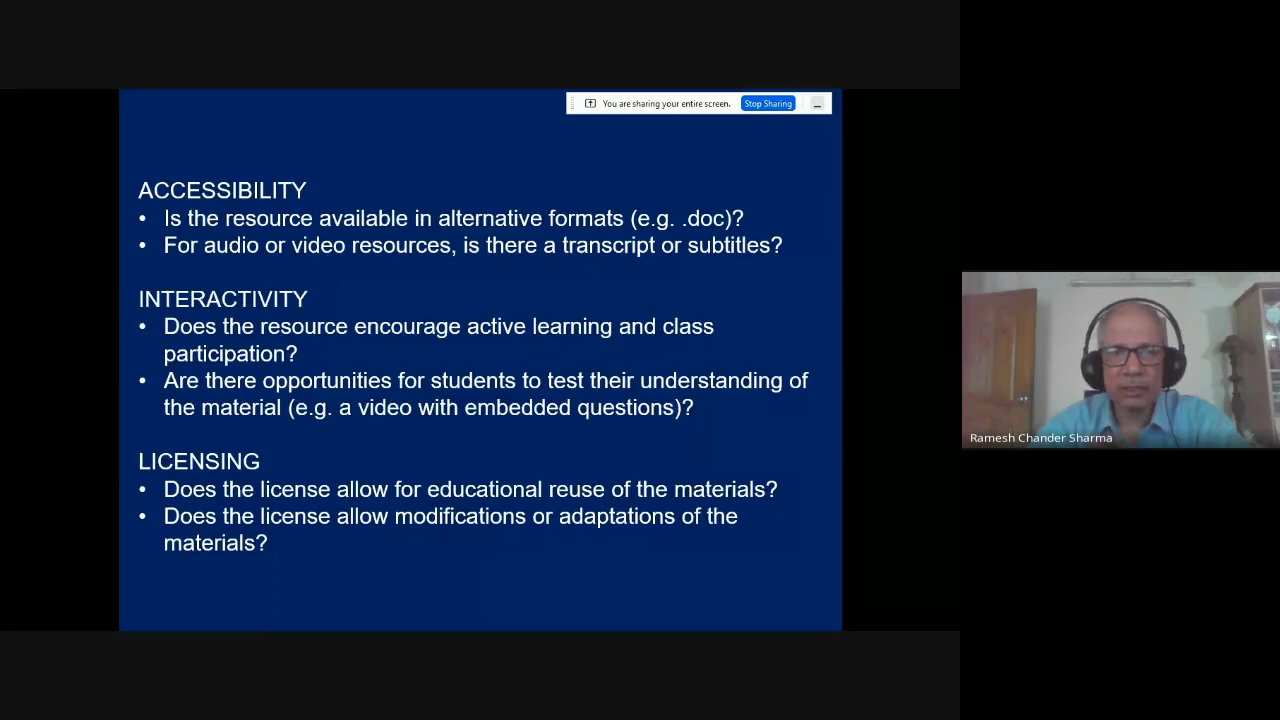 You are sharing your entire screen. Stop Sharing
ACCESSIBILITY
• Is the resource available in alternative formats (e.g. .doc)?
• For audio or video resources, is there a transcript or subtitles?
INTERACTIVITY
• Does the resource encourage active learning and class
participation?
• Are there opportunities for students to test their understanding of
the material (e.g. a video with embedded questions)?
LICENSING
• Does the license allow for educational reuse of the materials?
• Does the license allow modifications or adaptations of the
materials?
Ramesh Chander Sharma